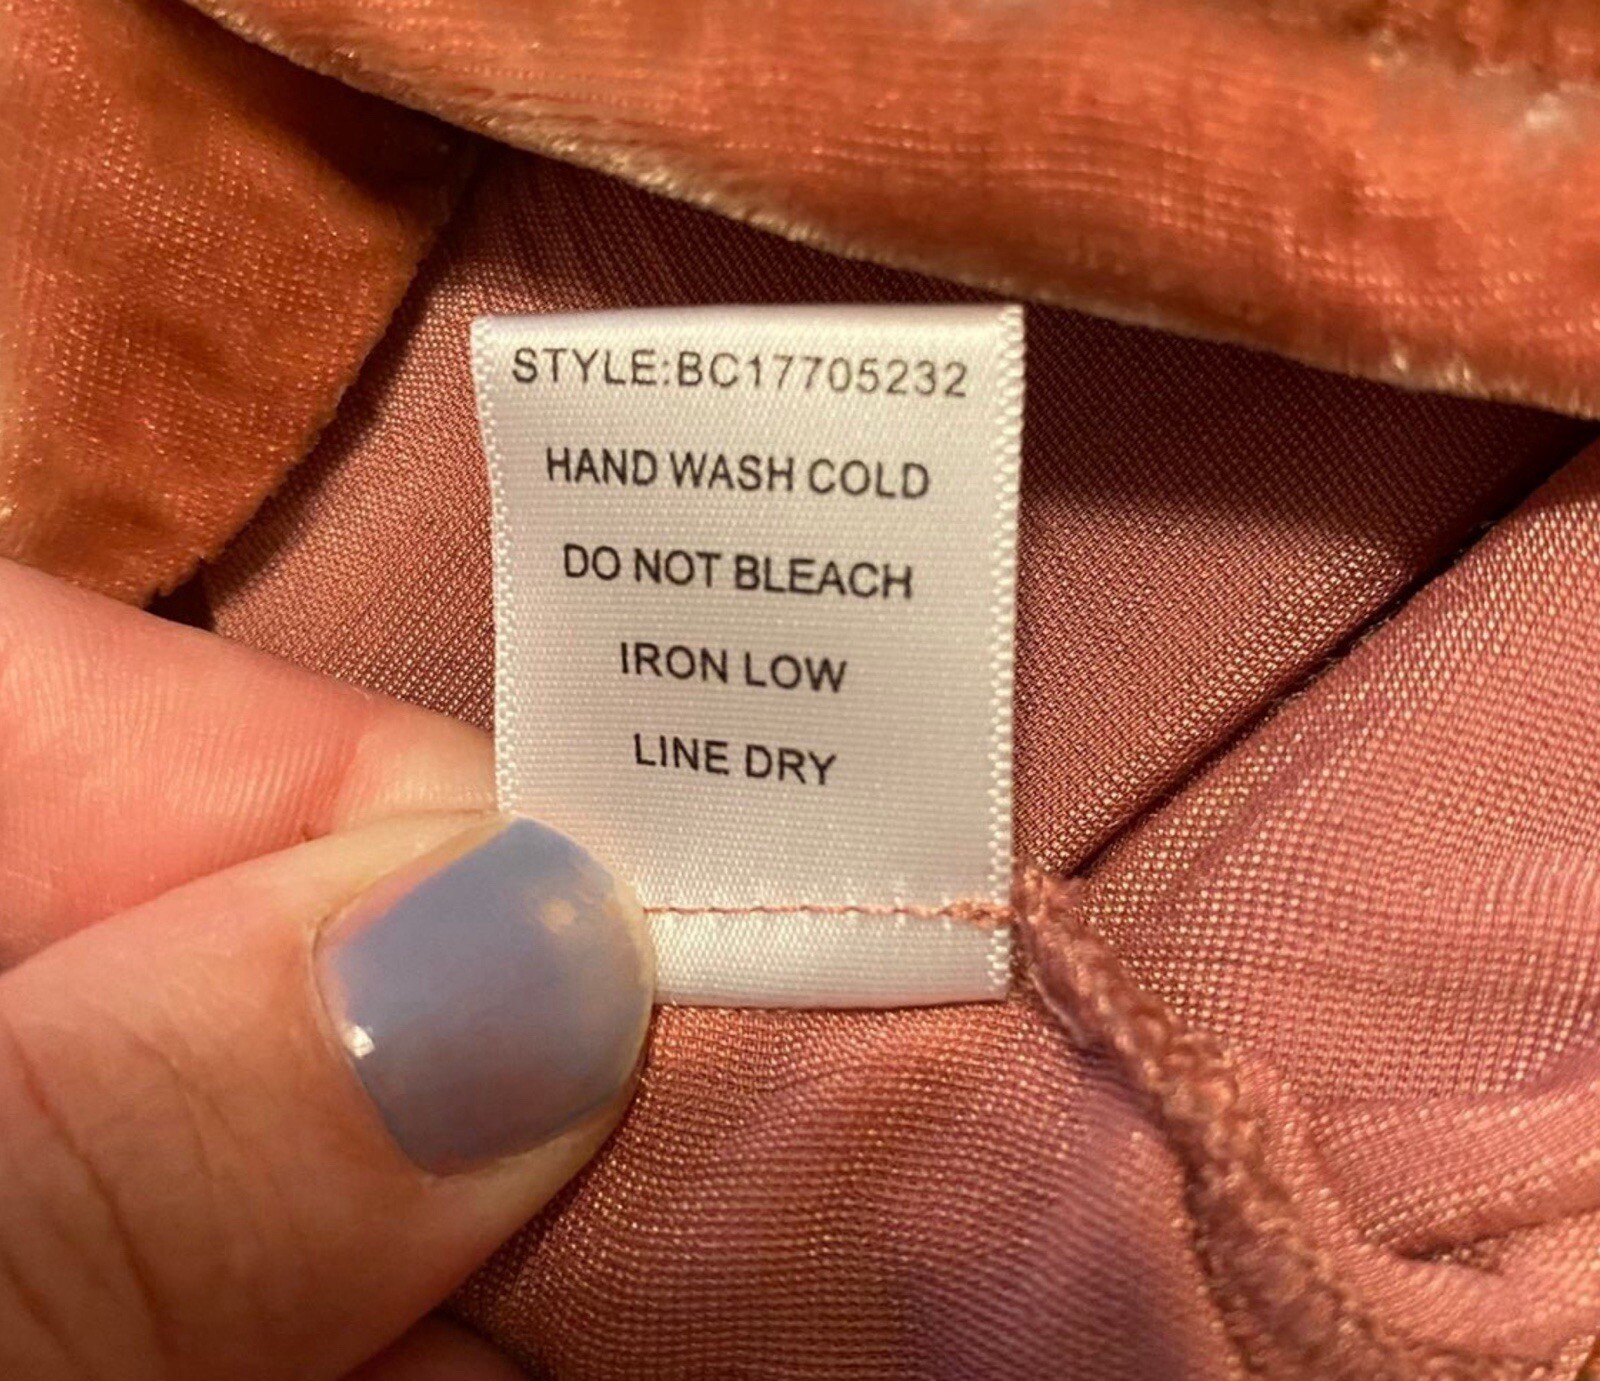 STYLE:BC17705232
HAND WASH COLD
DO NOT BLEACH
IRON LOW
LINE DRY